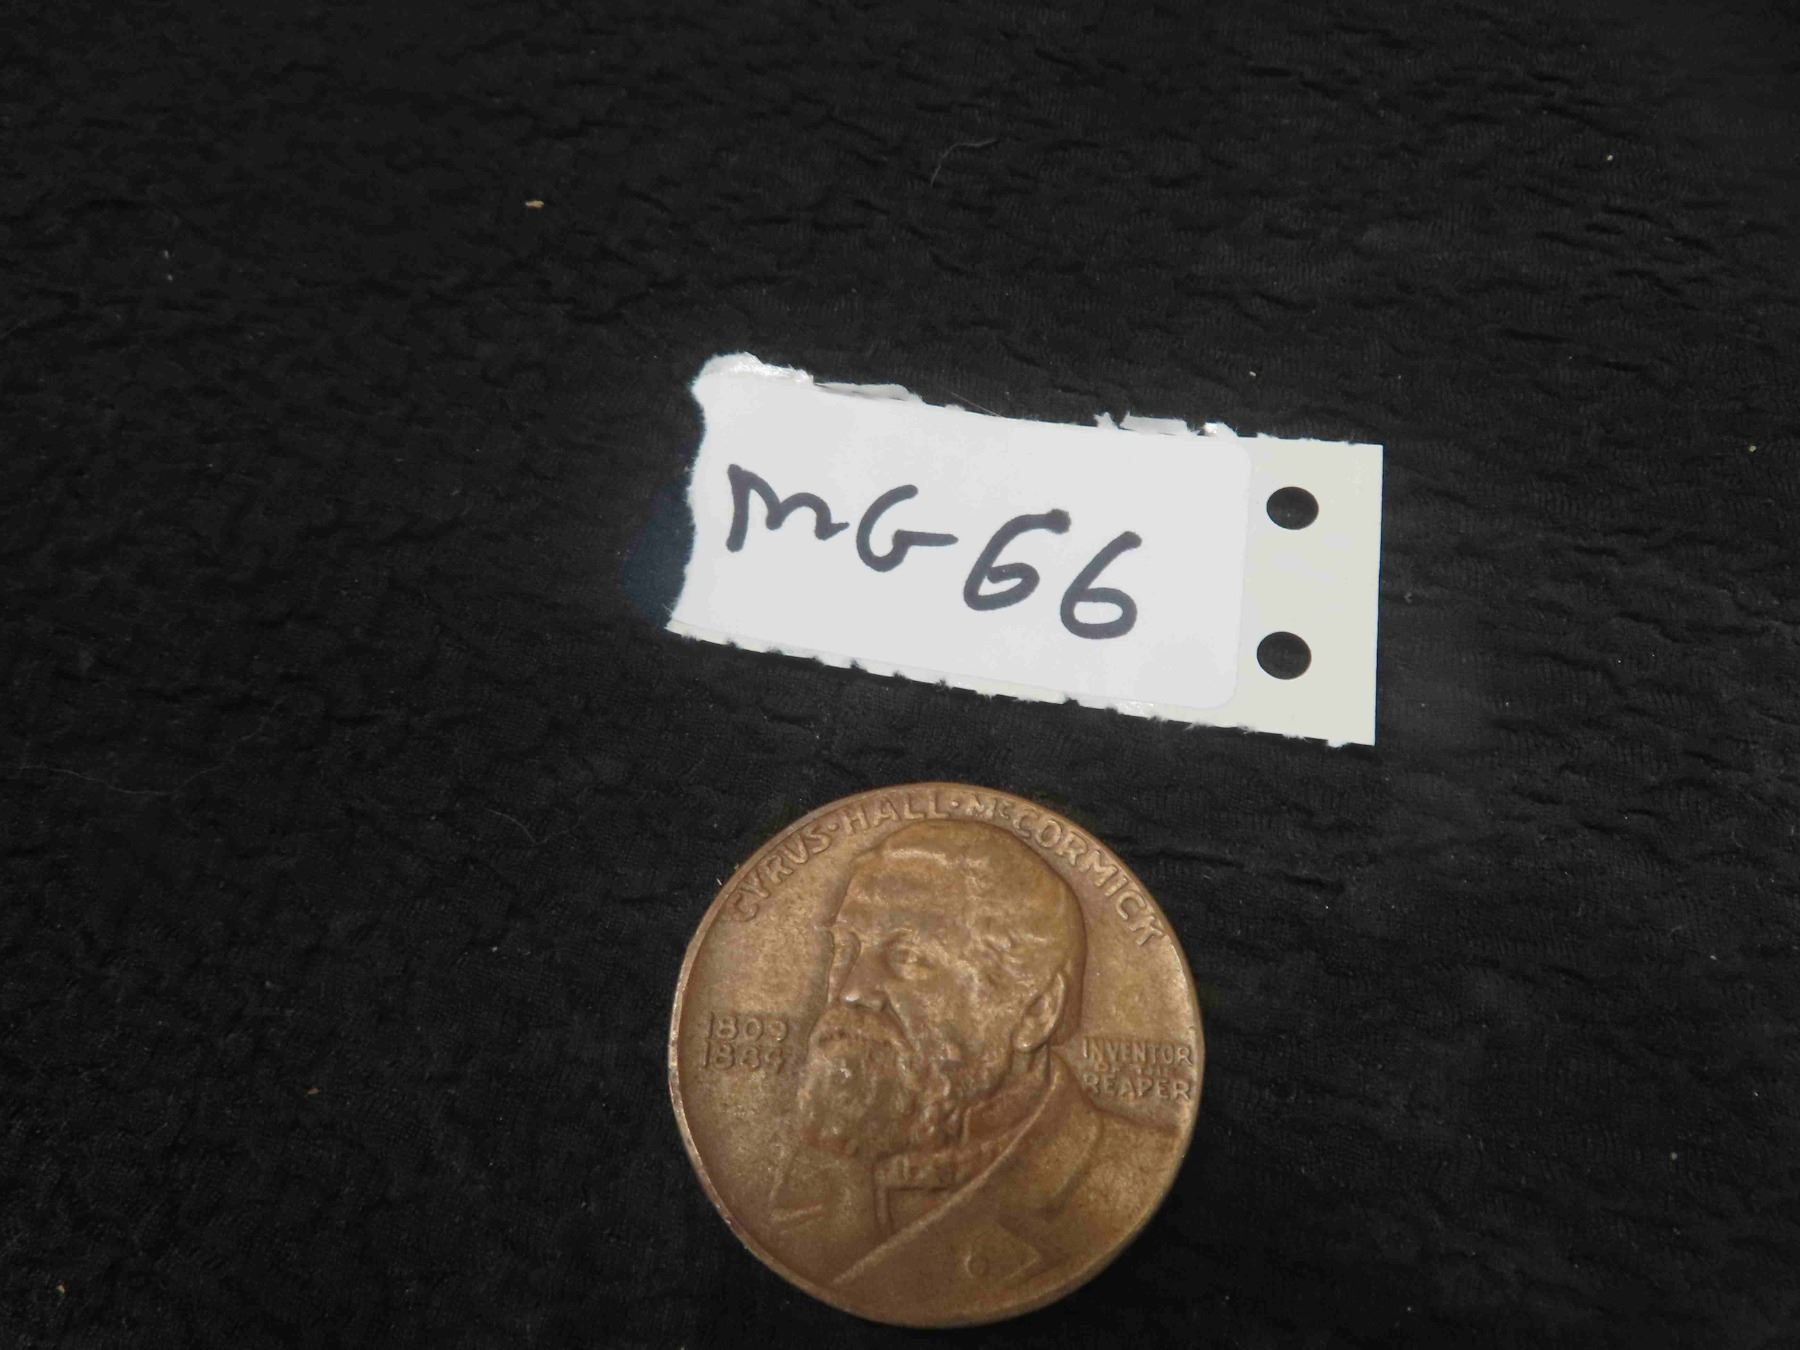 MG66
CYRUS·HALL·McCORMICK
1809
1884
INVENTOR
OF THE
REAPER